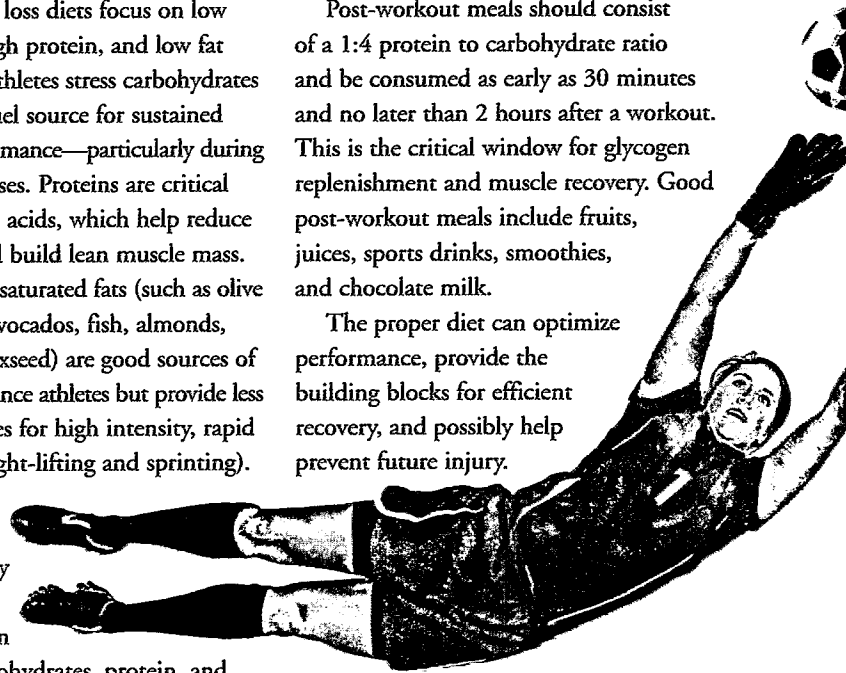 loss diets focus on low
gh protein, and low fat
thletes stress carbohydrates
uel source for sustained
mance—particularly during
ses. Proteins are critical
acids, which help reduce
l build lean muscle mass.
saturated fats (such as olive
vocados, fish, almonds,
xseed) are good sources of
nce athletes but provide less
es for high intensity, rapid
ght-lifting and sprinting).
y
n
ohydrates, protein, and
Post-workout meals should consist
of a 1:4 protein to carbohydrate ratio
and be consumed as early as 30 minutes
and no later than 2 hours after a workout.
This is the critical window for glycogen
replenishment and muscle recovery. Good
post-workout meals include fruits,
juices, sports drinks, smoothies,
and chocolate milk.
The proper diet can optimize
performance, provide the
building blocks for efficient
recovery, and possibly help
prevent future injury.